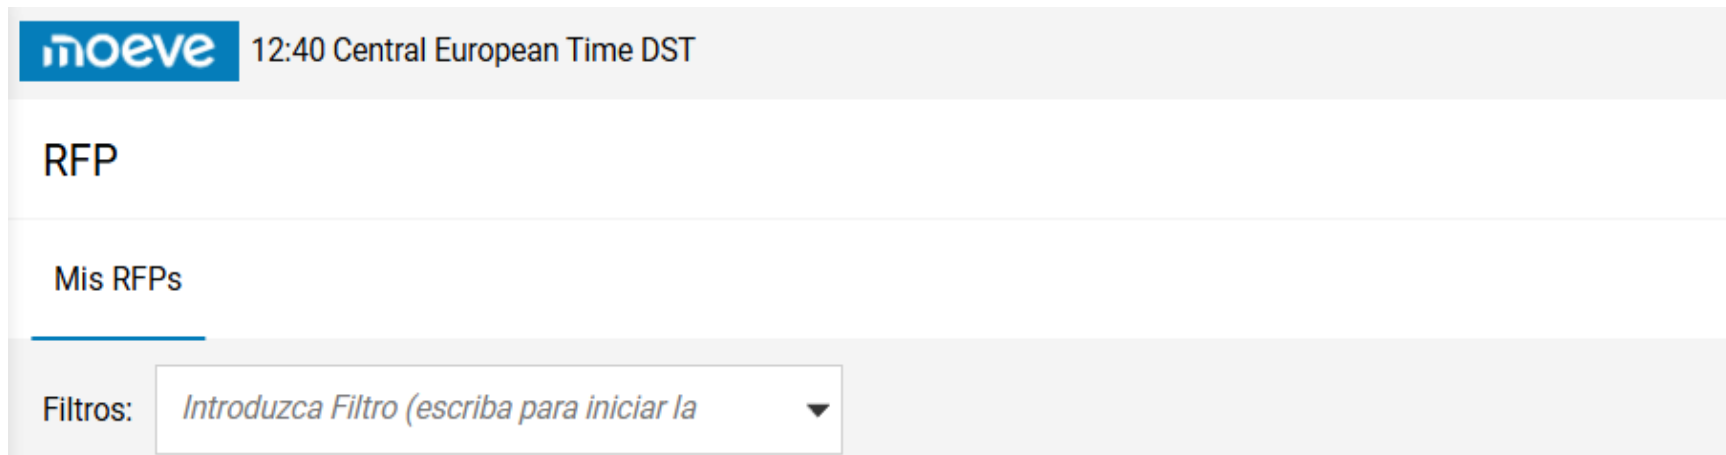 moeve 12:40 Central European Time DST
RFP
Mis RFPs
Filtros: Introduzca Filtro (escriba para iniciar la